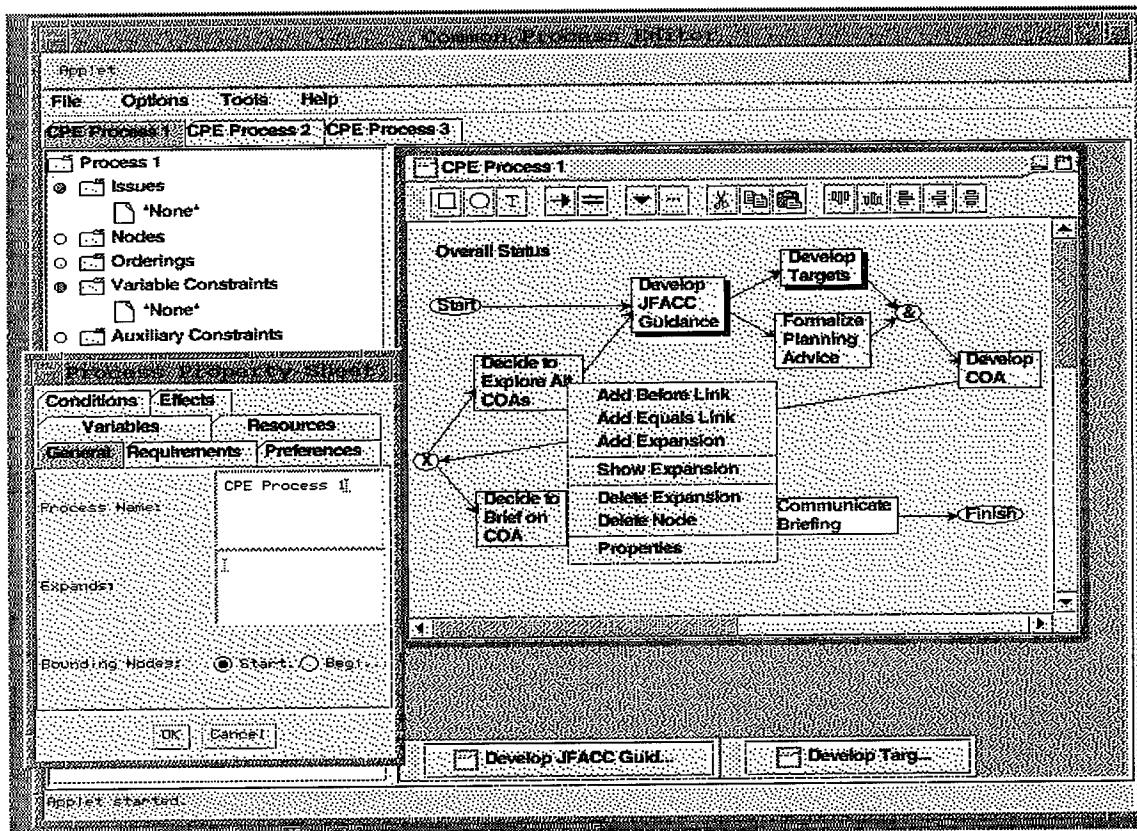 Common Process Editor
Applet
File Options Tools Help
CPE Process 1 CPE Process 2 CPE Process 3
Process 1
Issues
*None*
Nodes
Orderings
Variable Constraints
*None*
Auxiliary Constraints
Process Property Sheet
Conditions Effects
Variables Resources
General Requirements Preferences
Process Name: CPE Process 1
Expands:
Bounding Nodes: Start. Begi..
OK Cancel
CPE Process 1
T
Overall Status
Start
Develop
JFACC
Guidance
Develop
Targets
Formalize
Planning
Advice
&
Develop
COA
Decide to
Explore Alt
COAs
X
Decide to
Brief on
COA
Add Before Link
Add Equals Link
Add Expansion
Show Expansion
Delete Expansion
Delete Node
Properties
Communicate
Briefing
Finish
Develop JFACC Guid...
Develop Targ...
Applet started.